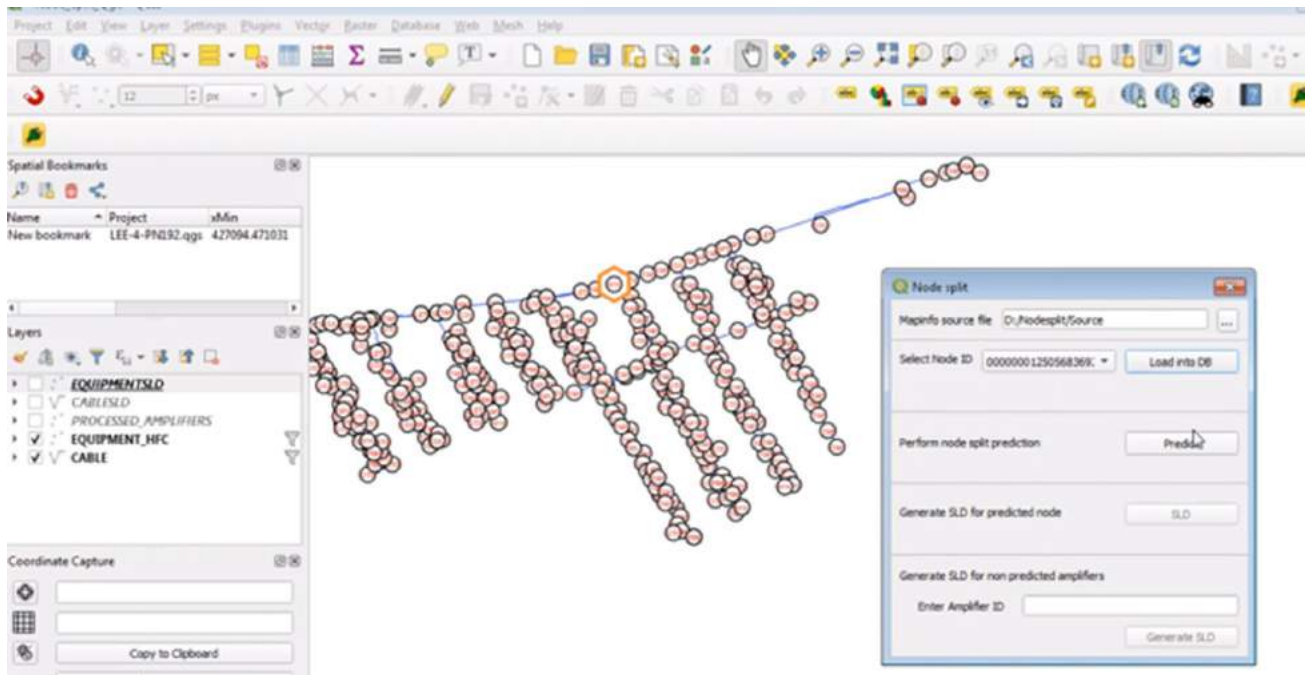 Project Edit View Layer Settings Plugins Vector Raster Database Web Mesh Help
12 px
Spatial Bookmarks
Name Project xMin
New bookmark LEE-4-PN192.qgs 427094.471031
Layers
EQUIPMENTSLD
CABLESLD
PROCESSED_AMPLIFIERS
EQUIPMENT_HFC
CABLE
Coordinate Capture
Copy to Clipboard
Node split
Mapinfo source file D:/Nodesplit/Source ...
Select Node ID Load into DB
Perform node split prediction Predict
Generate SLD for predicted node SLD
Generate SLD for non predicted amplifiers
Enter Amplifier ID
Generate SLD